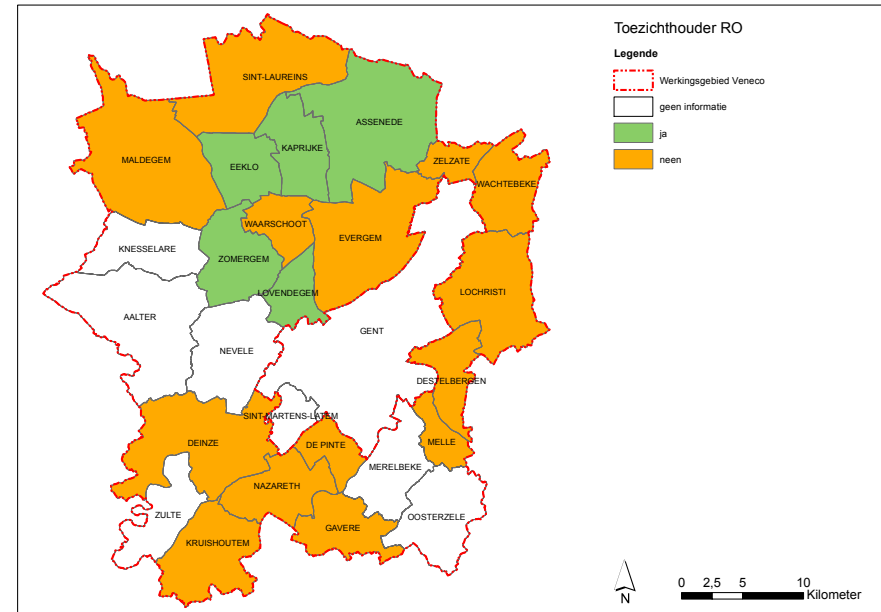 Toezichthouder RO
Legende
Werkingsgebied Veneco
geen informatie
ja
neen
SINT-LAUREINS
ASSENEDE
KAPRIJKE
MALDEGEM
EEKLO
ZELZATE
WACHTEBEKE
WAARSCHOOT
EVERGEM
KNESSELARE
ZOMERGEM
LOVENDEGEM
LOCHRISTI
AALTER
GENT
NEVELE
DESTELBERGEN
SINT-MARTENS-LATEM
DEINZE
DE PINTE
MELLE
MERELBEKE
NAZARETH
ZULTE
OOSTERZELE
GAVERE
KRUISHOUTEM
N
0 2,5 5 10
Kilometer